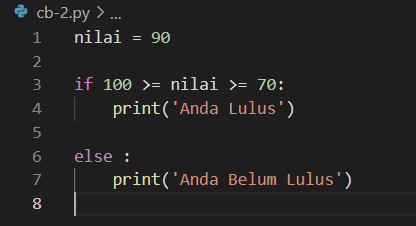 cb-2.py > ...
1 nilai = 90
2
3 if 100 >= nilai >= 70:
4     print('Anda Lulus')
5
6 else :
7     print('Anda Belum Lulus')
8